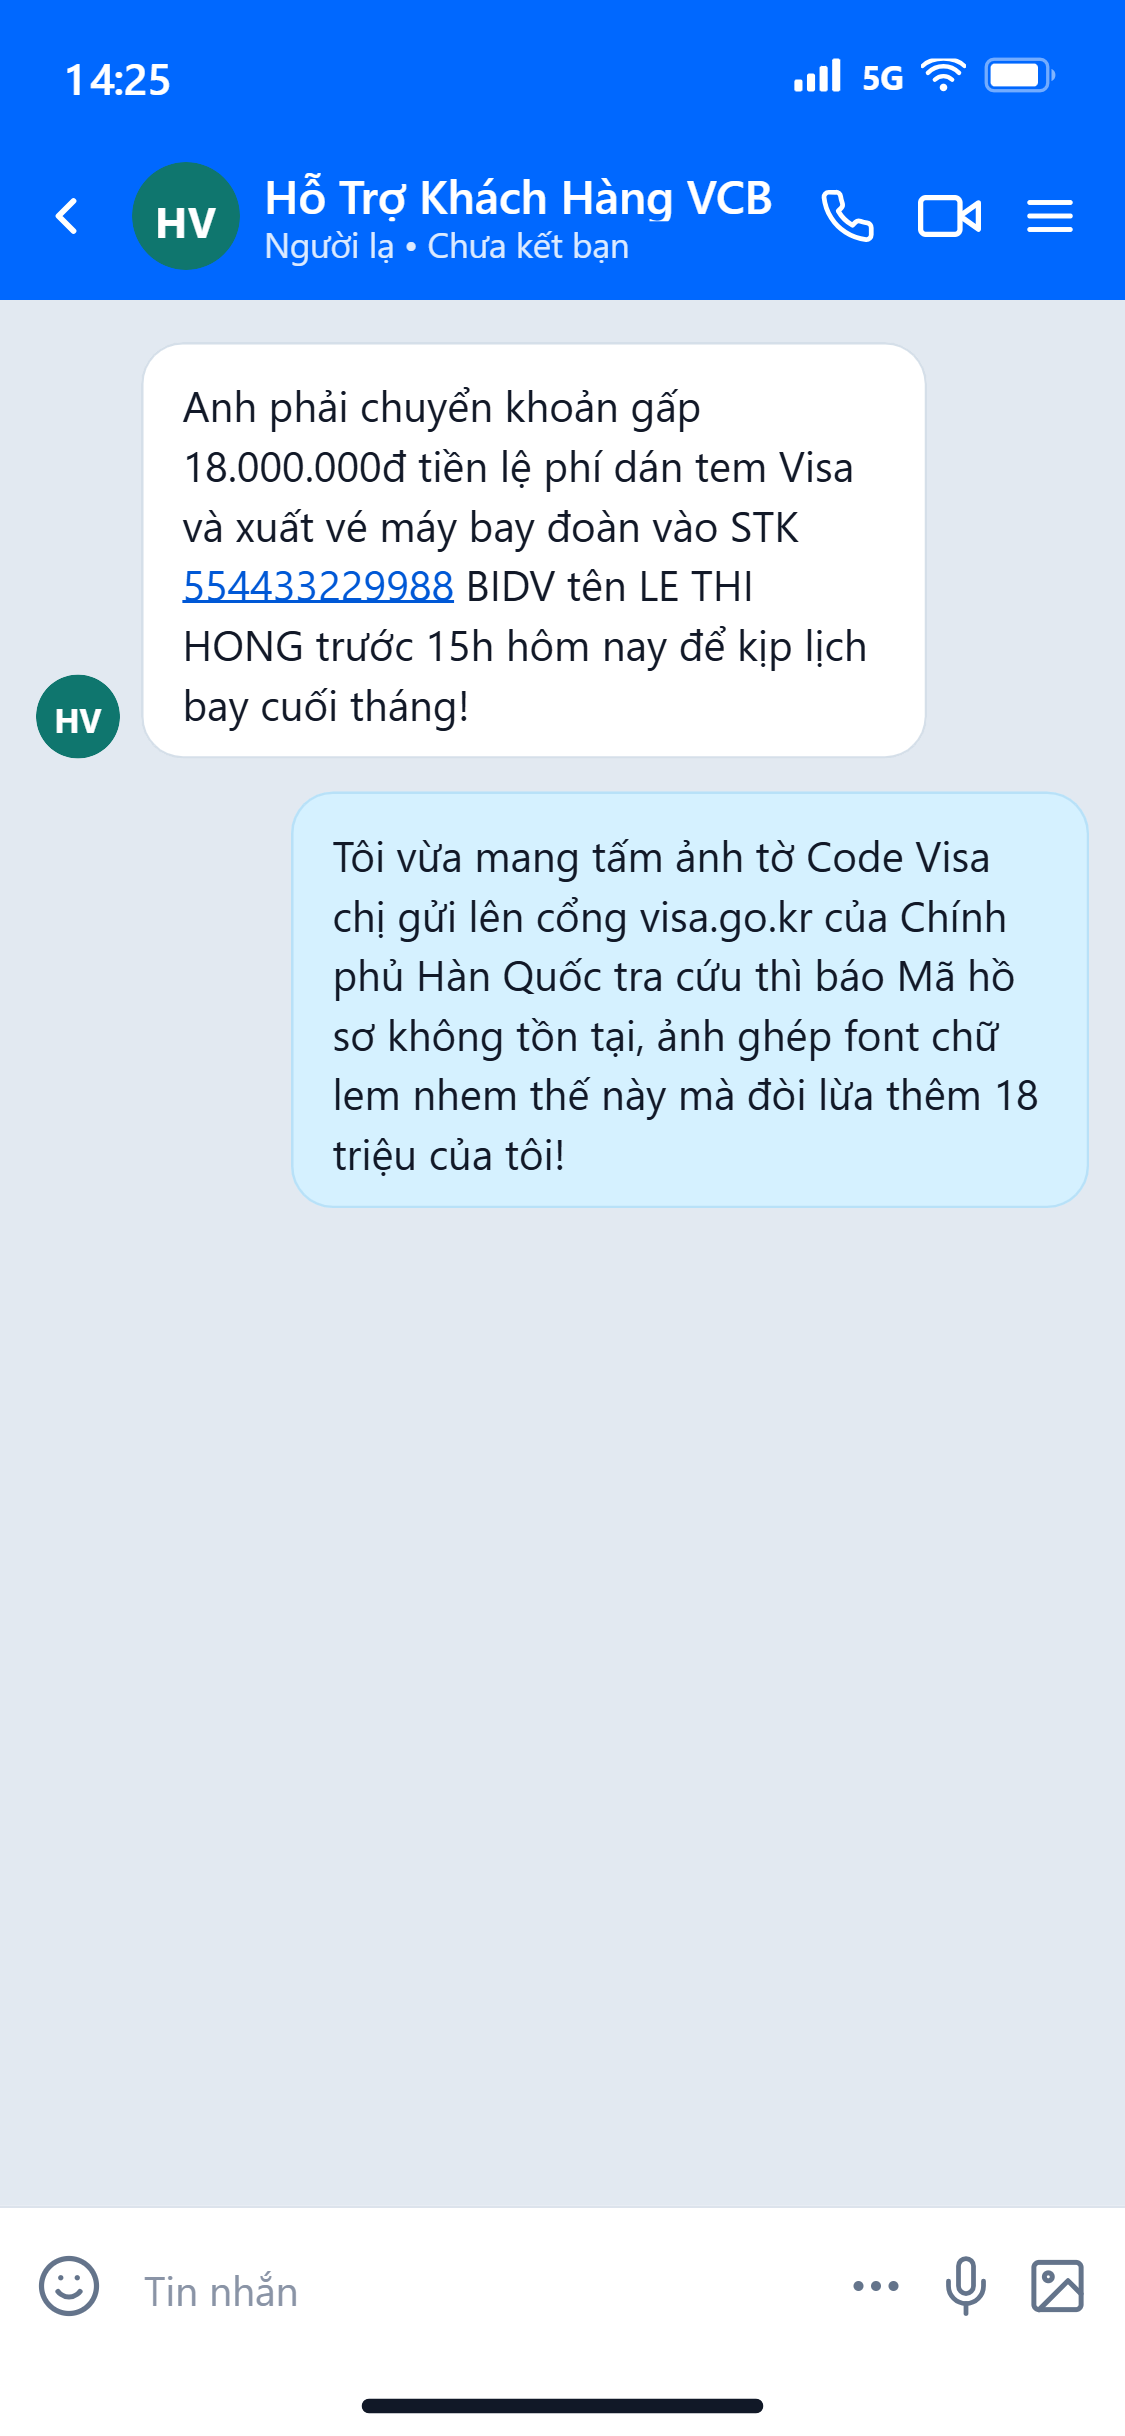 14:25
5G
HV
Hỗ Trợ Khách Hàng VCB
Người lạ • Chưa kết bạn
Anh phải chuyển khoản gấp
18.000.000đ tiền lệ phí dán tem Visa
và xuất vé máy bay đoàn vào STK
554433229988 BIDV tên LE THI
HONG trước 15h hôm nay để kịp lịch
bay cuối tháng!
HV
Tôi vừa mang tấm ảnh tờ Code Visa
chị gửi lên cổng visa.go.kr của Chính
phủ Hàn Quốc tra cứu thì báo Mã hồ
sơ không tồn tại, ảnh ghép font chữ
lem nhem thế này mà đòi lừa thêm 18
triệu của tôi!
Tin nhắn